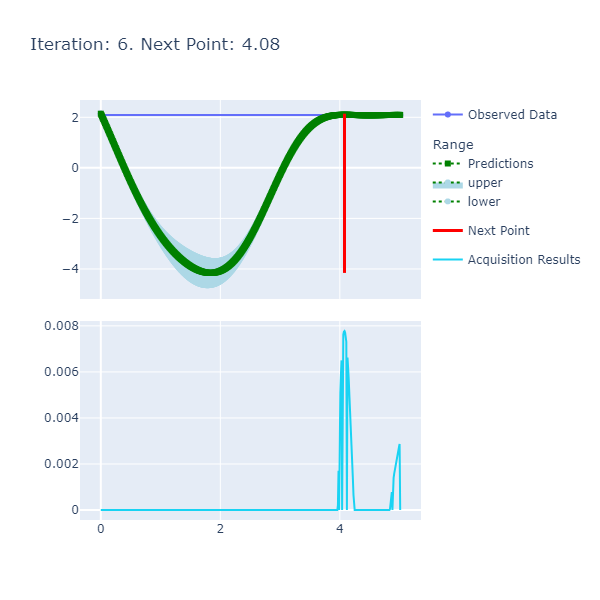 Iteration: 6. Next Point: 4.08
2
0
−2
−4
Observed Data
Range
Predictions
upper
lower
Next Point
Acquisition Results
0.008
0.006
0.004
0.002
0
0
2
4